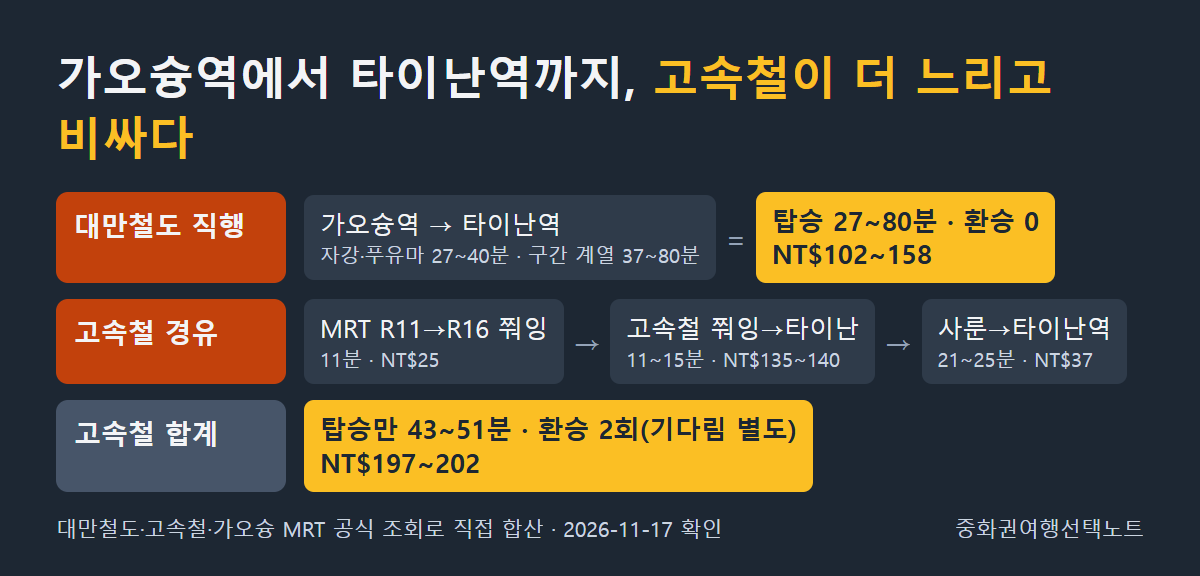 가오슝역에서 타이난역까지, 고속철이 더 느리고
비싸다
대만철도 직행
가오슝역 → 타이난역
자강·푸유마 27~40분 · 구간 계열 37~80분
=
탑승 27~80분 · 환승 0
NT$102~158
고속철 경유
MRT R11→R16 쭤잉
11분 · NT$25
→
고속철 쭤잉→타이난
11~15분 · NT$135~140
→
사룬→타이난역
21~25분 · NT$37
고속철 합계
탑승만 43~51분 · 환승 2회(기다림 별도)
NT$197~202
대만철도·고속철·가오슝 MRT 공식 조회로 직접 합산 · 2026-11-17 확인
중화권여행선택노트